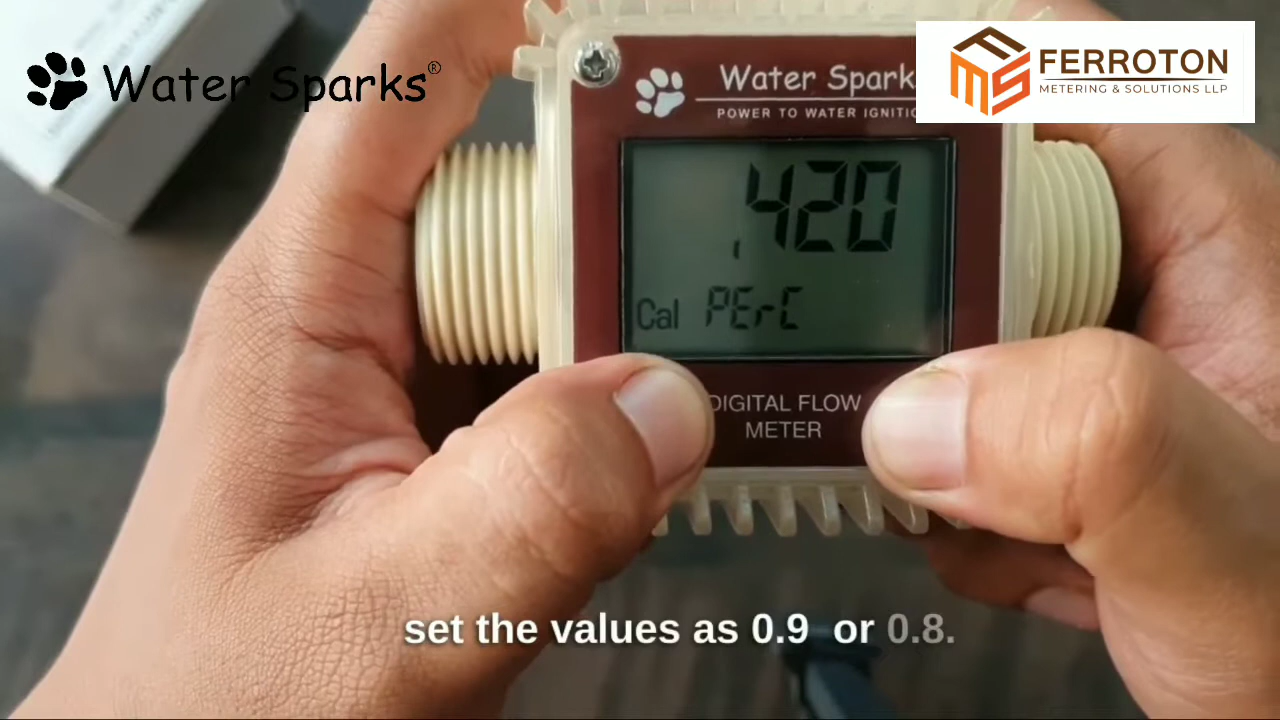 Water Sparks®
FERROTON
METERING & SOLUTIONS LLP
Water Spark
POWER TO WATER IGNITIO
.420
Cal PErC
DIGITAL FLOW
METER
set the values as 0.9 or 0.8.